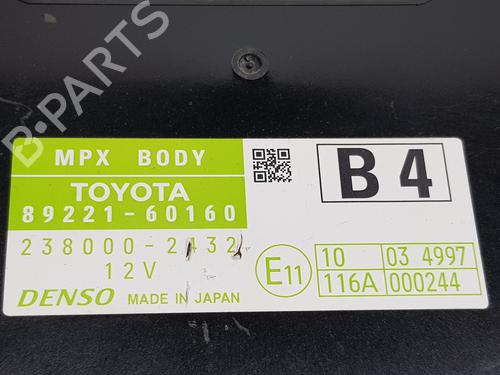 B-PARTS
MPX BODY
TOYOTA
89221-60160
238000-2432
12V
DENSO MADE IN JAPAN
B4
E11
10 03 4997
116A 000244